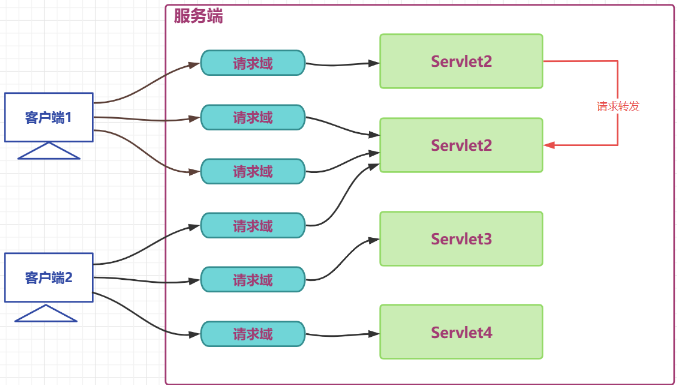 服务端
请求域
Servlet2
请求转发
客户端1
请求域
Servlet2
请求域
请求域
Servlet3
客户端2
请求域
请求域
Servlet4